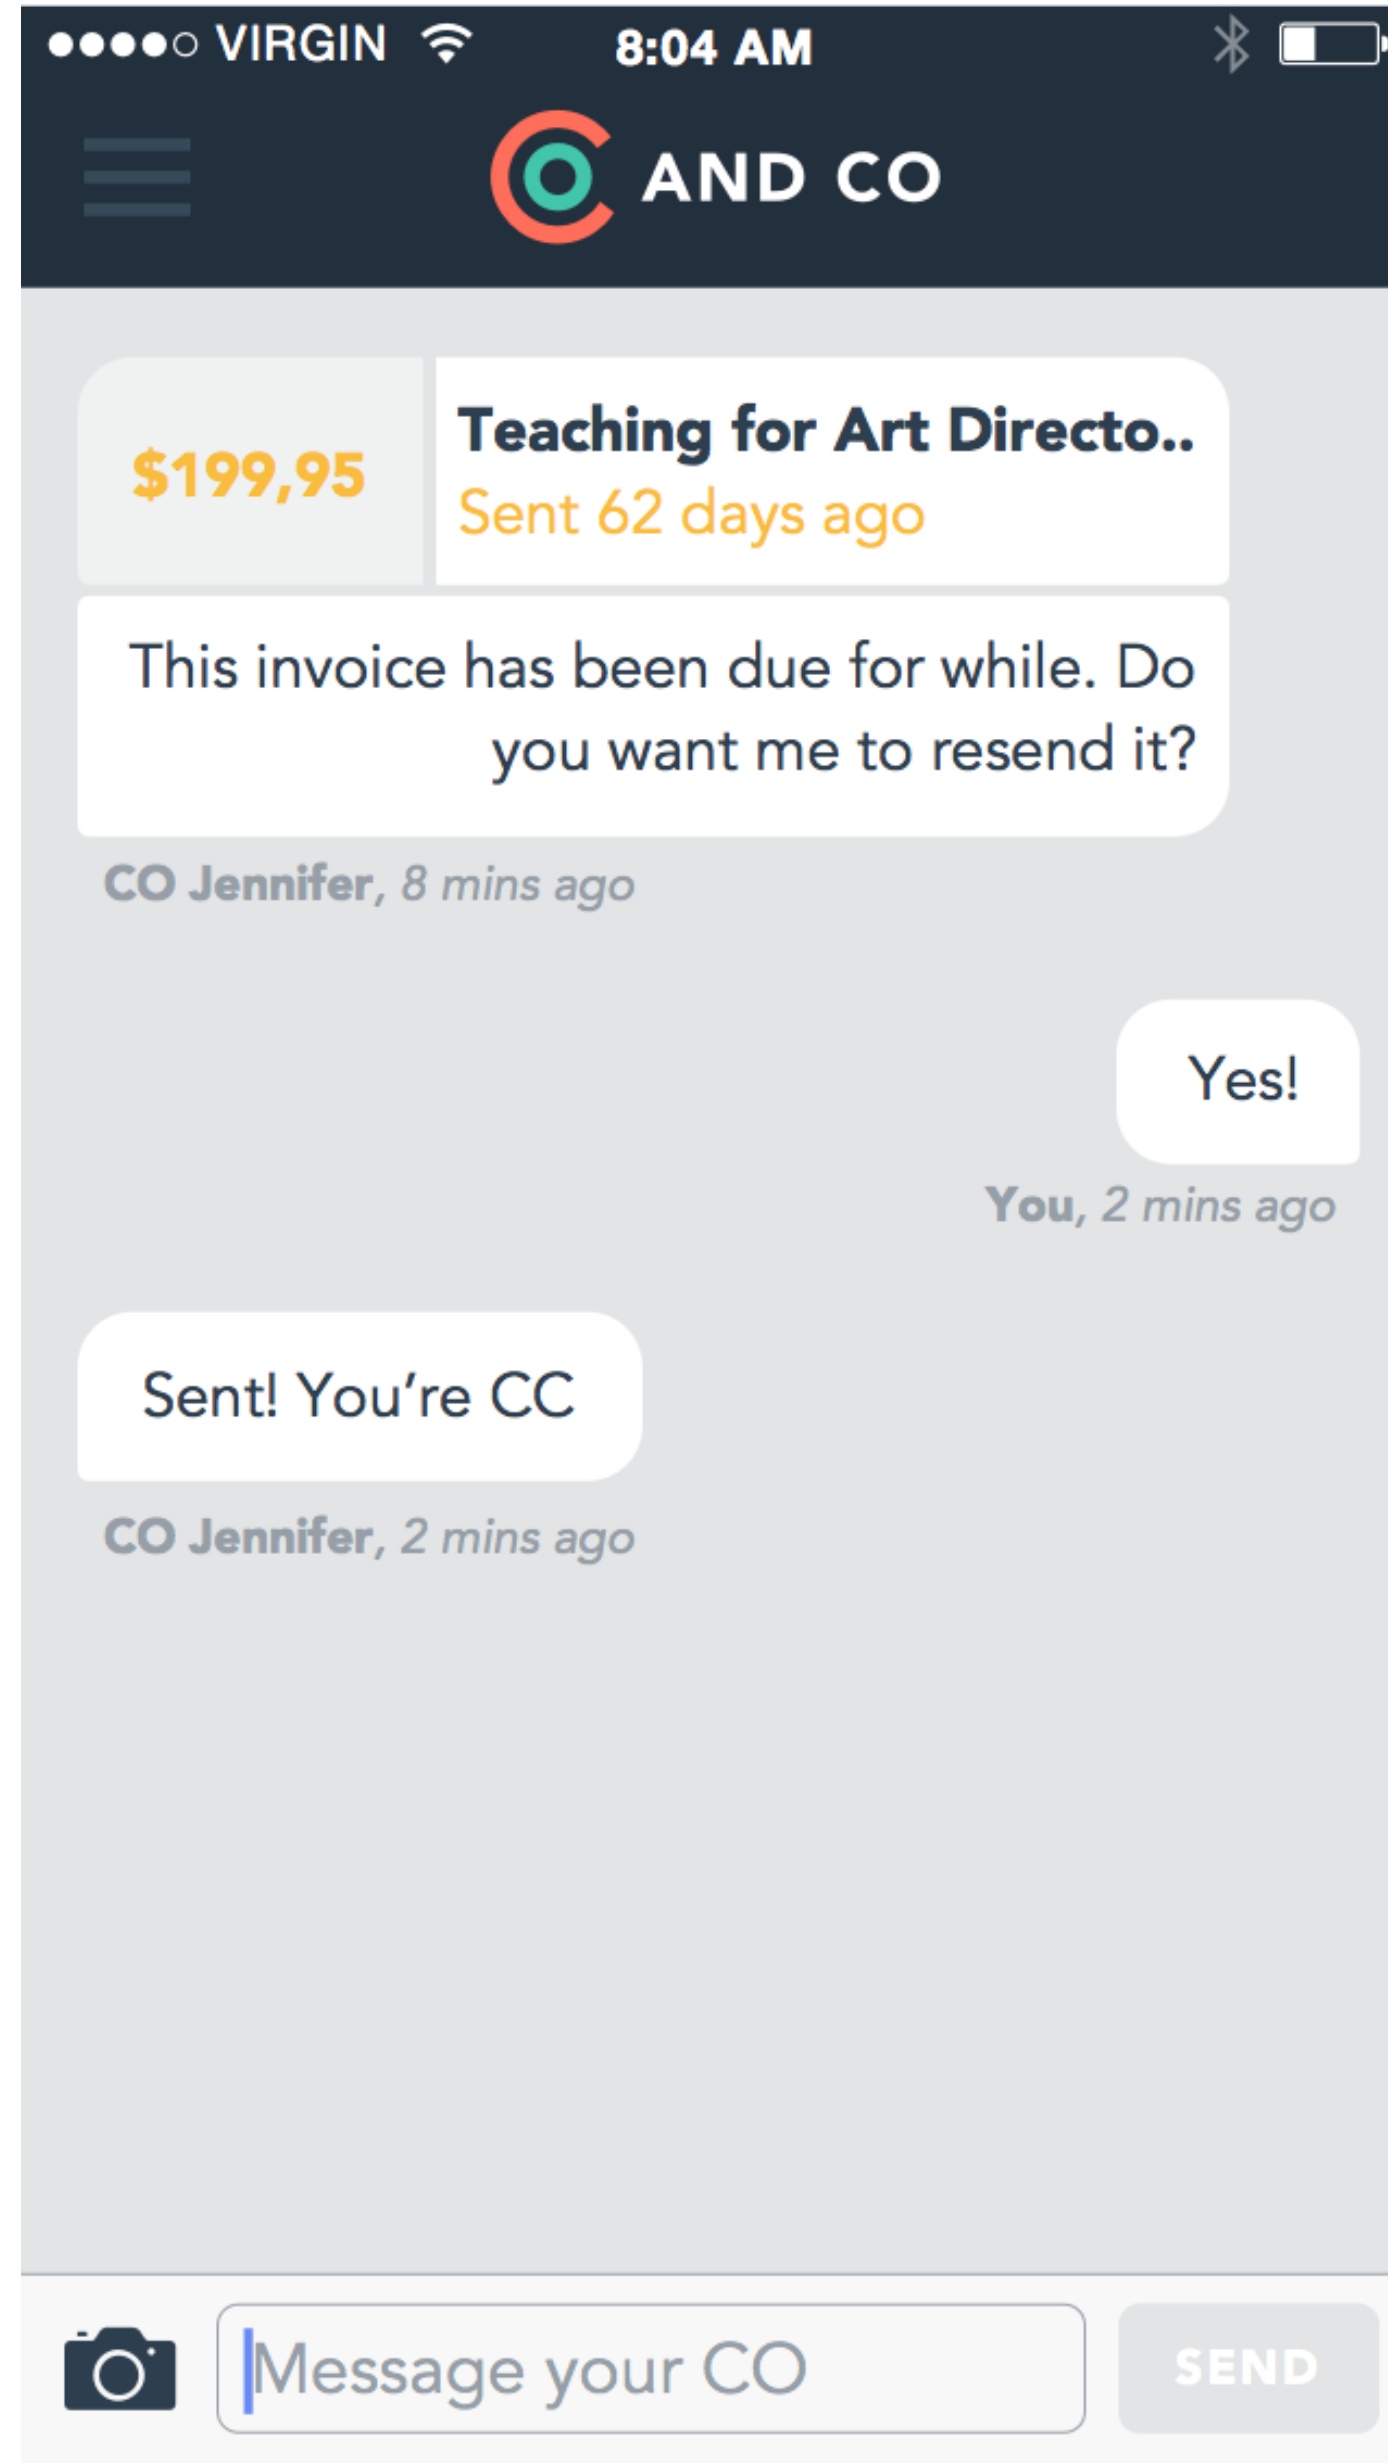 VIRGIN 8:04 AM
AND CO
$199,95
Teaching for Art Directo..
Sent 62 days ago
This invoice has been due for while. Do
you want me to resend it?
CO Jennifer, 8 mins ago
Yes!
You, 2 mins ago
Sent! You’re CC
CO Jennifer, 2 mins ago
Message your CO
SEND